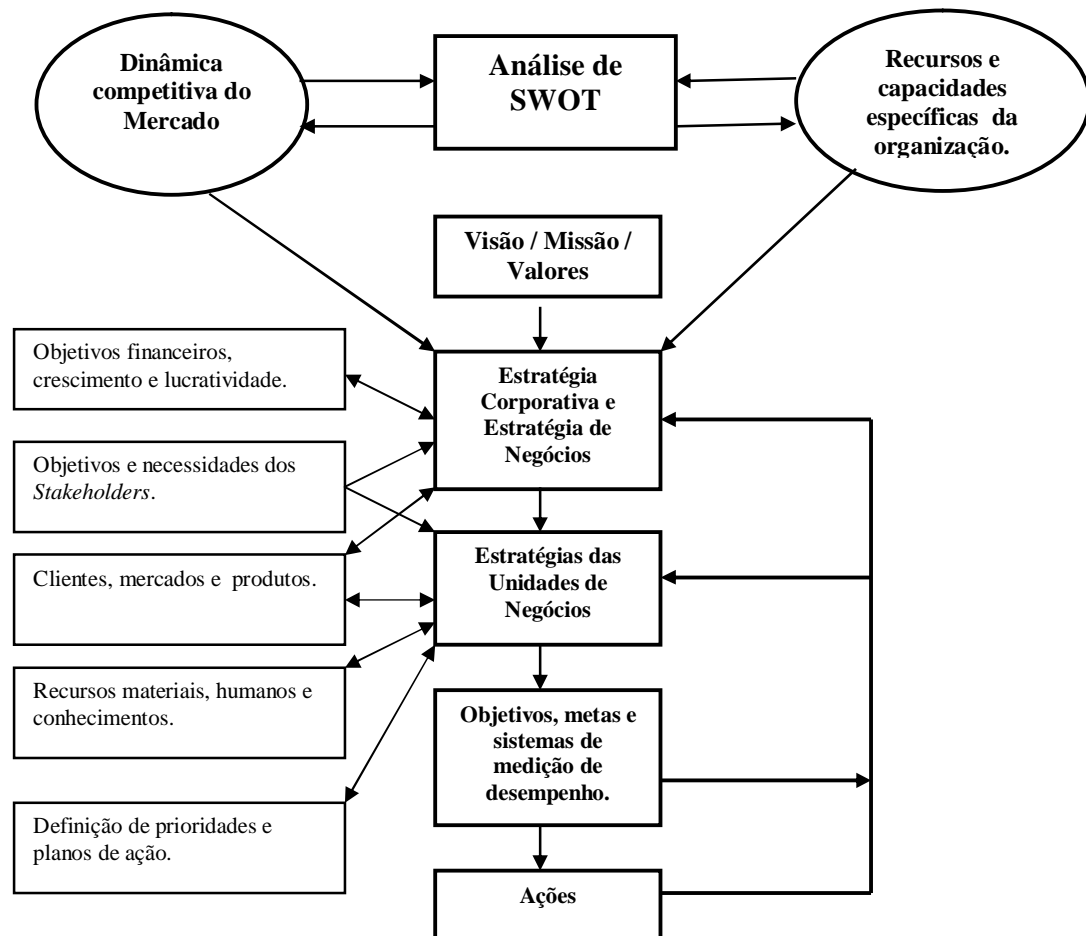 Dinâmica
competitiva do
Mercado
Análise de
SWOT
Recursos e
capacidades
específicas da
organização.
Visão / Missão /
Valores
Objetivos financeiros,
crescimento e lucratividade.
Estratégia
Corporativa e
Estratégia de
Negócios
Objetivos e necessidades dos
Stakeholders.
Clientes, mercados e produtos.
Estratégias das
Unidades de
Negócios
Recursos materiais, humanos e
conhecimentos.
Objetivos, metas e
sistemas de
medição de
desempenho.
Definição de prioridades e
planos de ação.
Ações